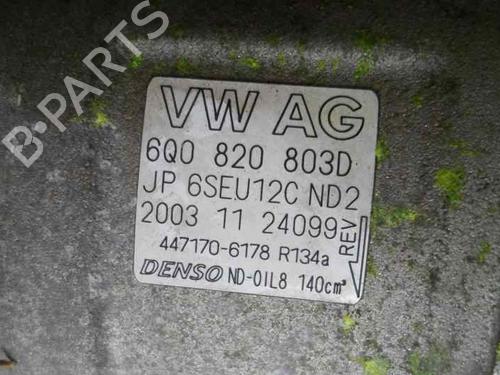 B-PARTS
VW AG
6Q0 820 803D
JP 6SEU12C ND2
2003 11 24099
REV
447170-6178 R134a
DENSO ND-OIL8 140cm³